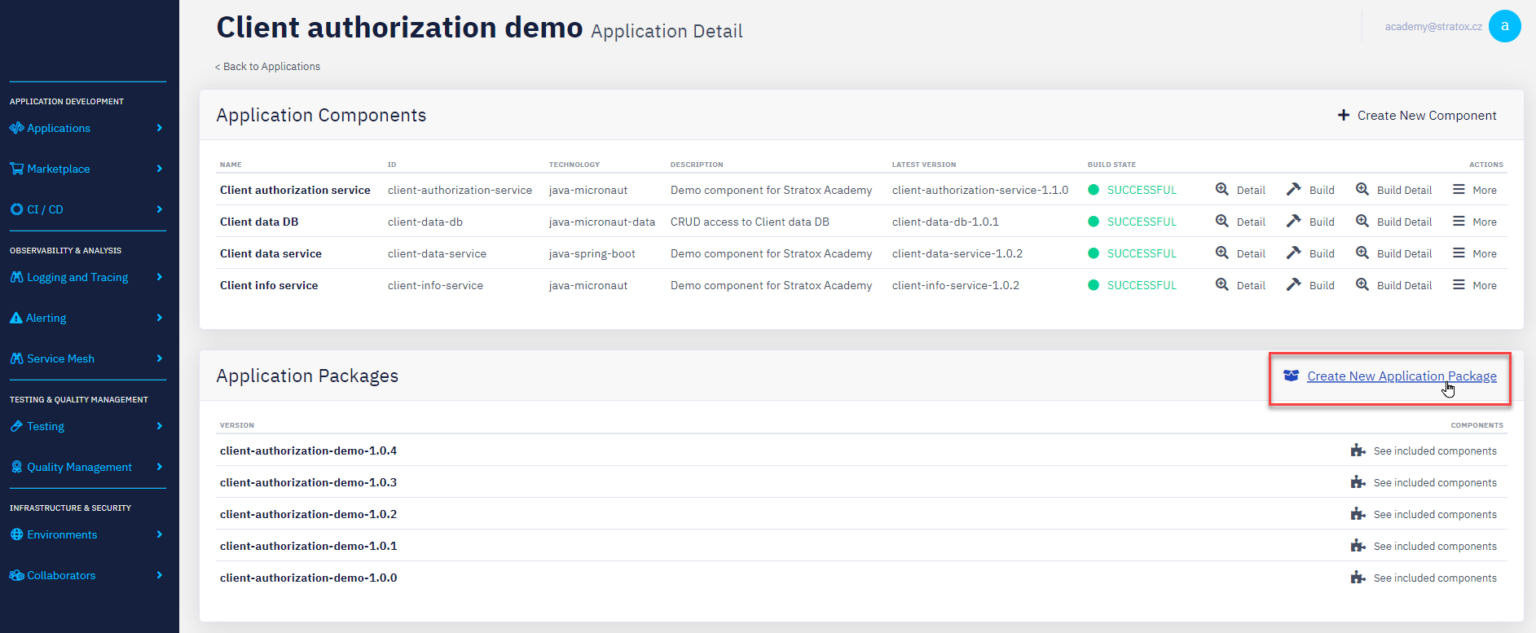 Client authorization demo Application Detail
academy@stratox.cz a
< Back to Applications
APPLICATION DEVELOPMENT
Applications
Marketplace
CI / CD
OBSERVABILITY & ANALYSIS
Logging and Tracing
Alerting
Service Mesh
TESTING & QUALITY MANAGEMENT
Testing
Quality Management
INFRASTRUCTURE & SECURITY
Environments
Collaborators
Application Components
Create New Component
NAME ID TECHNOLOGY DESCRIPTION LATEST VERSION BUILD STATE ACTIONS
Client authorization service client-authorization-service java-micronaut Demo component for Stratox Academy client-authorization-service-1.1.0 SUCCESSFUL Detail Build Build Detail More
Client data DB client-data-db java-micronaut-data CRUD access to Client data DB client-data-db-1.0.1 SUCCESSFUL Detail Build Build Detail More
Client data service client-data-service java-spring-boot Demo component for Stratox Academy client-data-service-1.0.2 SUCCESSFUL Detail Build Build Detail More
Client info service client-info-service java-micronaut Demo component for Stratox Academy client-info-service-1.0.2 SUCCESSFUL Detail Build Build Detail More
Application Packages
Create New Application Package
VERSION COMPONENTS
client-authorization-demo-1.0.4 See included components
client-authorization-demo-1.0.3 See included components
client-authorization-demo-1.0.2 See included components
client-authorization-demo-1.0.1 See included components
client-authorization-demo-1.0.0 See included components